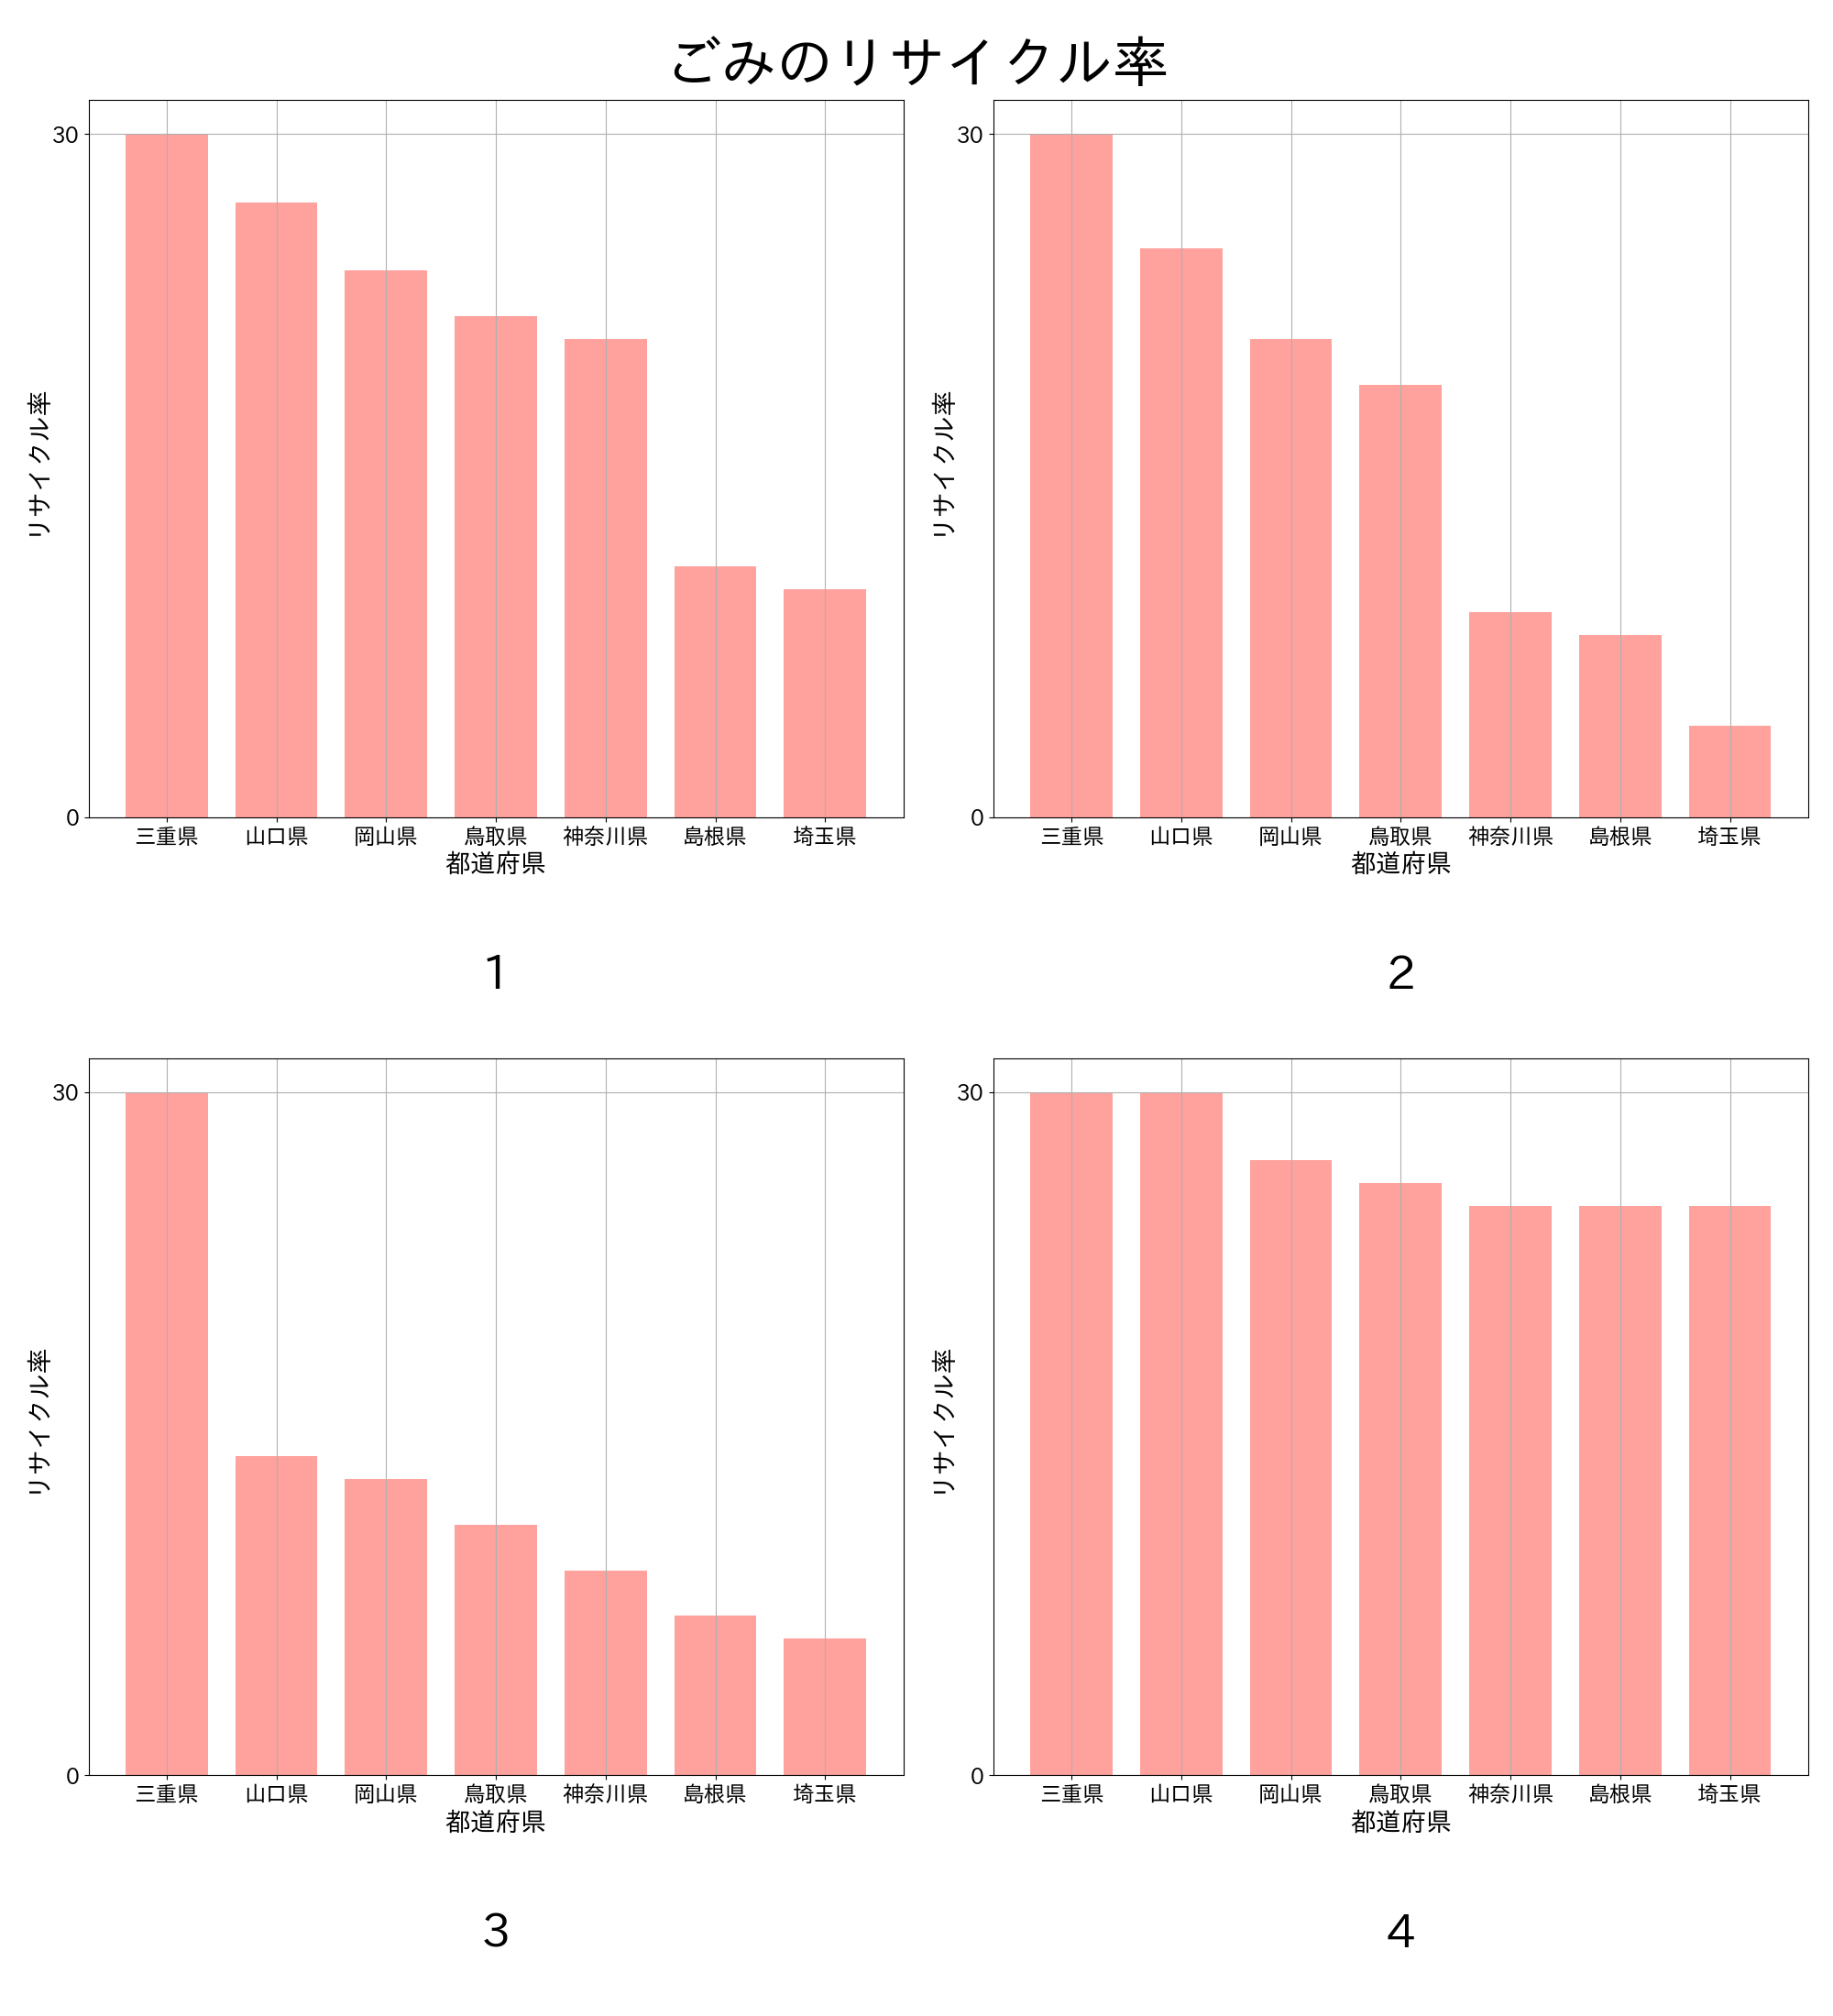 ごみのリサイクル率
30
0
リサイクル率
三重県 山口県 岡山県 鳥取県 神奈川県 島根県 埼玉県
都道府県
1
30
0
リサイクル率
三重県 山口県 岡山県 鳥取県 神奈川県 島根県 埼玉県
都道府県
2
30
0
リサイクル率
三重県 山口県 岡山県 鳥取県 神奈川県 島根県 埼玉県
都道府県
3
30
0
リサイクル率
三重県 山口県 岡山県 鳥取県 神奈川県 島根県 埼玉県
都道府県
4